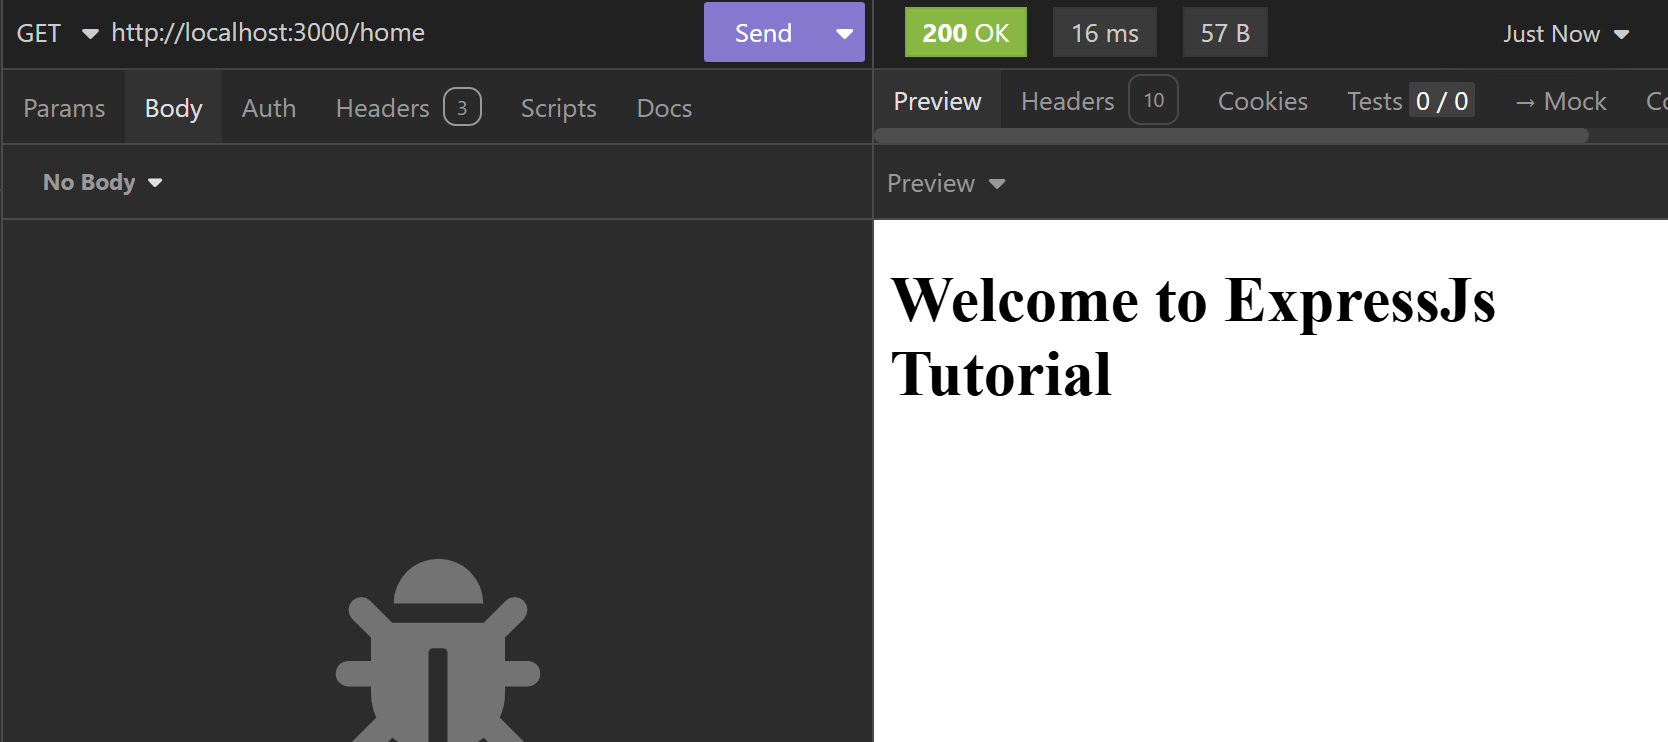 GET http://localhost:3000/home Send
200 OK 16 ms 57 B Just Now
Params Body Auth Headers 3 Scripts Docs
Preview Headers 10 Cookies Tests 0 / 0 → Mock
No Body
Preview
Welcome to ExpressJs
Tutorial